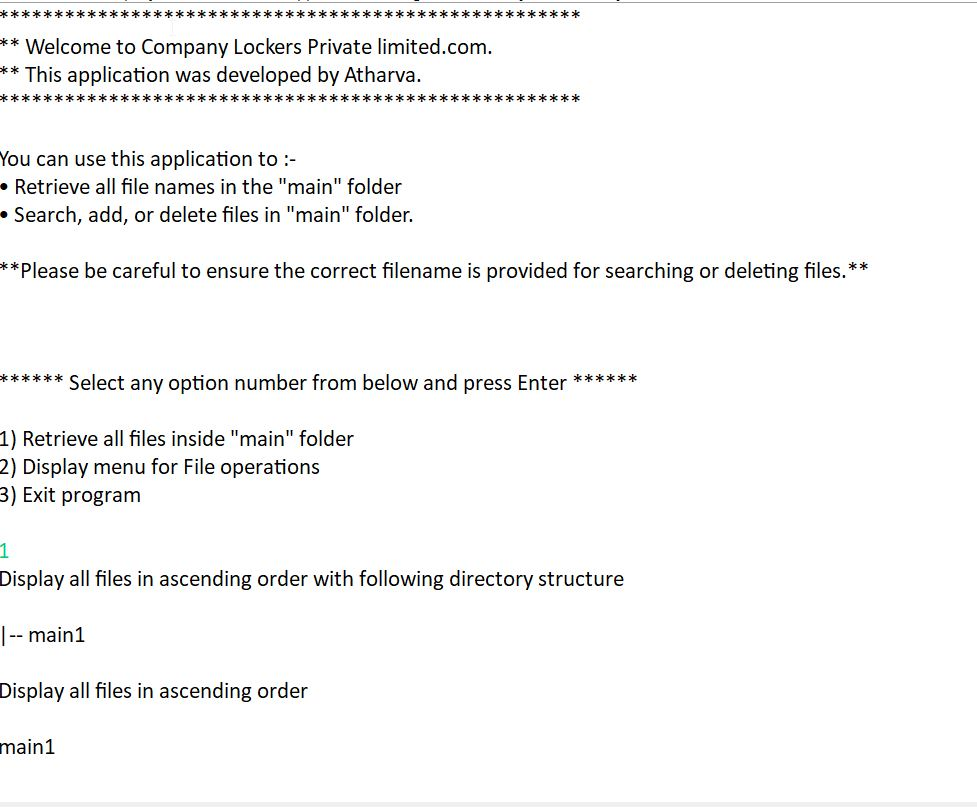 *****************************************************
** Welcome to Company Lockers Private limited.com.
** This application was developed by Atharva.
*****************************************************
You can use this application to :-
• Retrieve all file names in the "main" folder
• Search, add, or delete files in "main" folder.
**Please be careful to ensure the correct filename is provided for searching or deleting files.**
****** Select any option number from below and press Enter ******
1) Retrieve all files inside "main" folder
2) Display menu for File operations
3) Exit program
1
Display all files in ascending order with following directory structure
|-- main1
Display all files in ascending order
main1